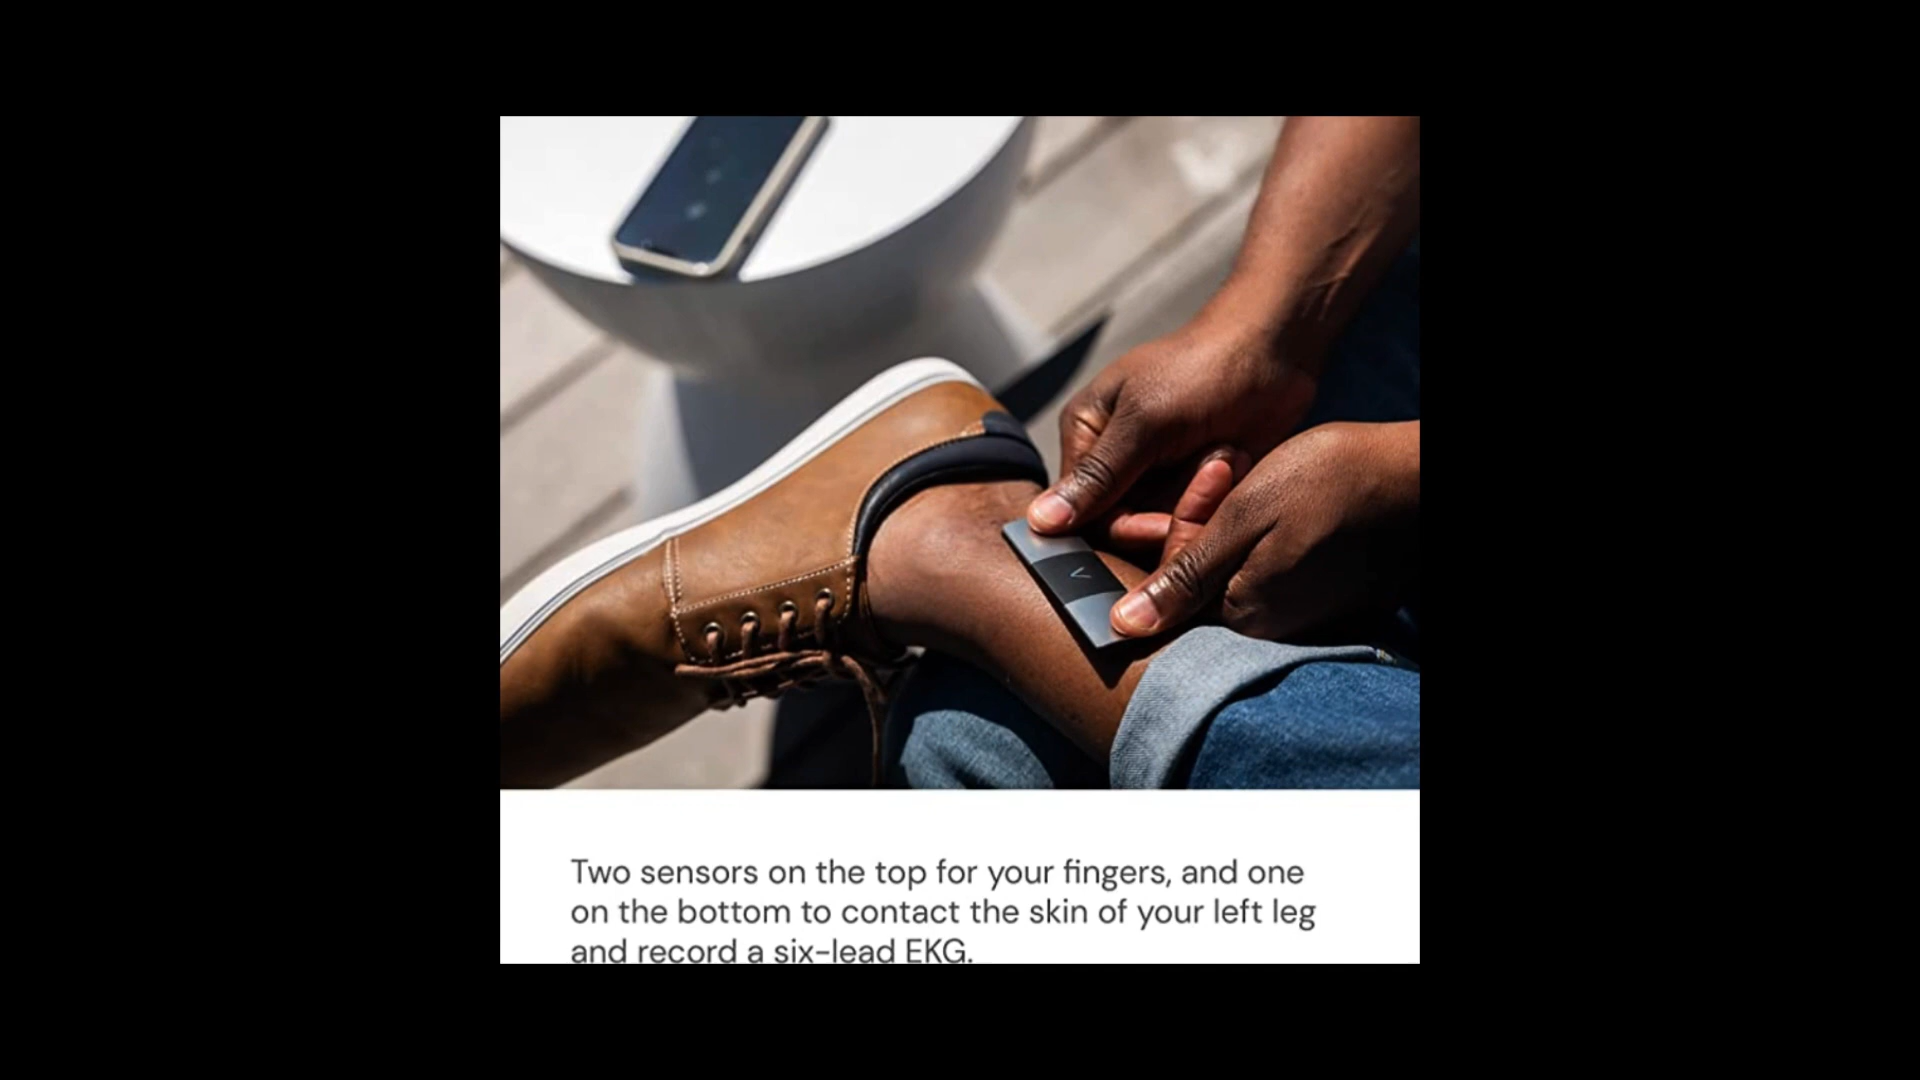 Two sensors on the top for your fingers, and one
on the bottom to contact the skin of your left leg
and record a six-lead EKG.